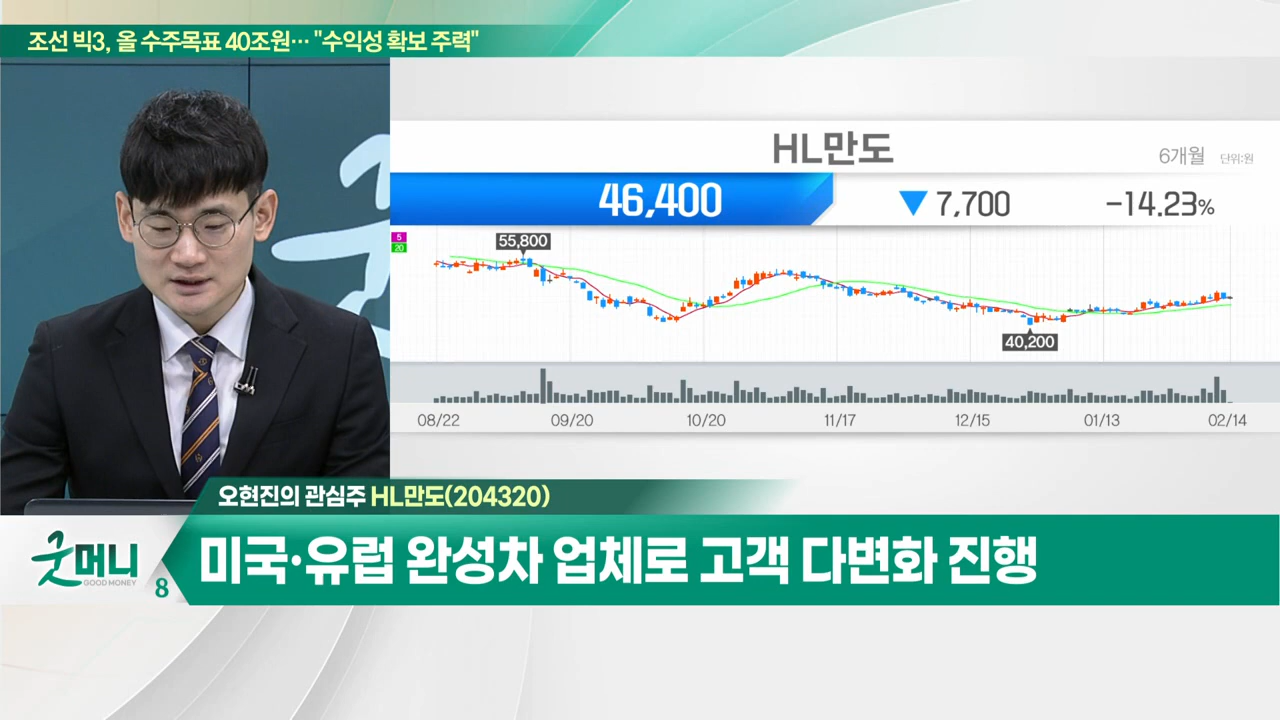 조선 빅3, 올 수주목표 40조원… "수익성 확보 주력"
HL만도
6개월 단위:원
46,400 ▼ 7,700 -14.23%
5
20
55,800
40,200
08/22 09/20 10/20 11/17 12/15 01/13 02/14
오현진의 관심주 HL만도(204320)
미국·유럽 완성차 업체로 고객 다변화 진행
굿머니
GOOD MONEY
8